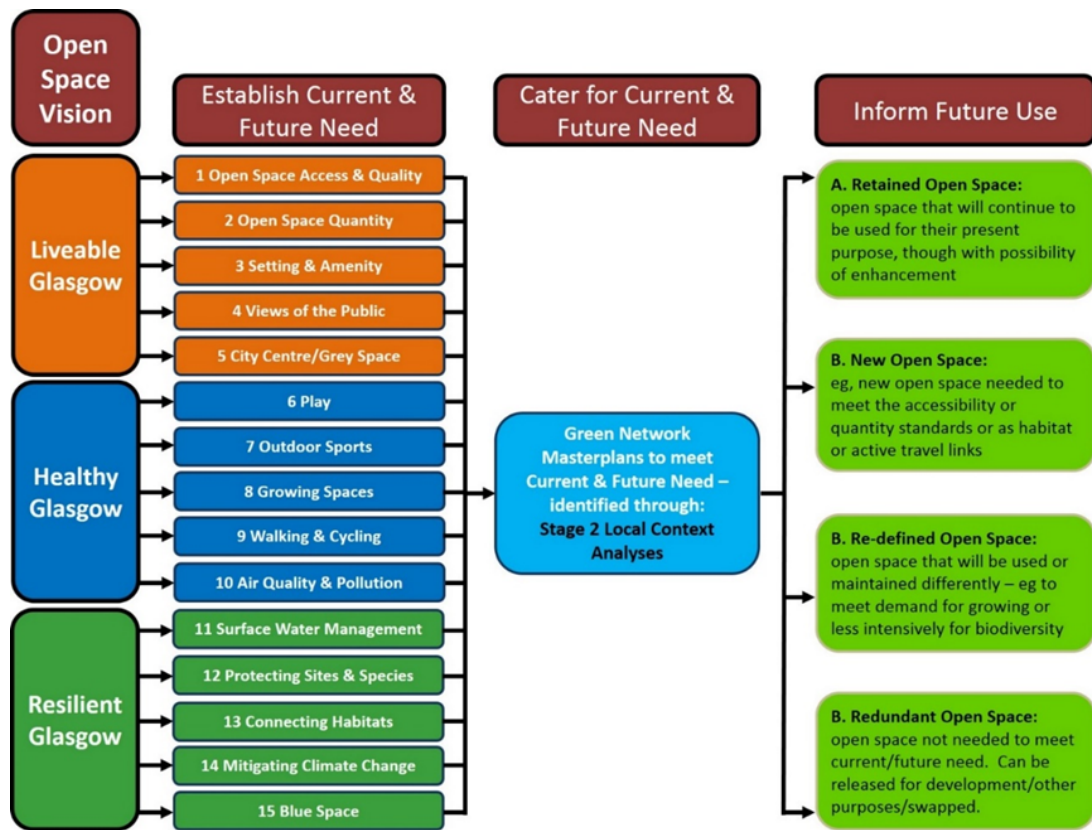 Open
Space
Vision
Establish Current &
Future Need
Cater for Current &
Future Need
Inform Future Use
Liveable
Glasgow
1 Open Space Access & Quality
2 Open Space Quantity
3 Setting & Amenity
4 Views of the Public
5 City Centre/Grey Space
Healthy
Glasgow
6 Play
7 Outdoor Sports
8 Growing Spaces
9 Walking & Cycling
10 Air Quality & Pollution
Resilient
Glasgow
11 Surface Water Management
12 Protecting Sites & Species
13 Connecting Habitats
14 Mitigating Climate Change
15 Blue Space
Green Network
Masterplans to meet
Current & Future Need –
identified through:
Stage 2 Local Context
Analyses
A. Retained Open Space:
open space that will continue to
be used for their present
purpose, though with possibility
of enhancement
B. New Open Space:
eg, new open space needed to
meet the accessibility or
quantity standards or as habitat
or active travel links
B. Re-defined Open Space:
open space that will be used or
maintained differently – eg to
meet demand for growing or
less intensively for biodiversity
B. Redundant Open Space:
open space not needed to meet
current/future need. Can be
released for development/other
purposes/swapped.